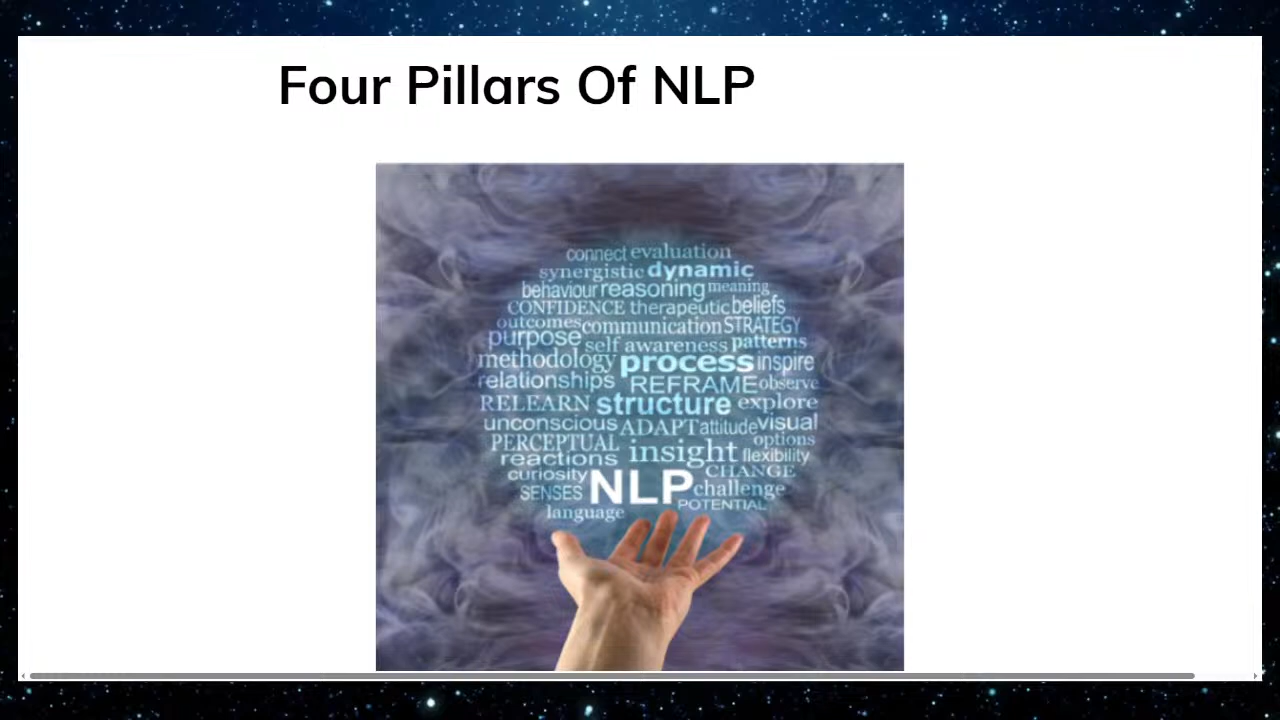 Four Pillars Of NLP
connect evaluation
synergistic dynamic
behaviour reasoning meaning
CONFIDENCE therapeutic beliefs
outcomes communication STRATEGY
purpose self awareness patterns
methodology process inspire
relationships REFRAME observe
RELEARN structure explore
unconscious ADAPT attitude visual
PERCEPTUAL insight options
reactions flexibility
curiosity NLP CHANGE
SENSES challenge
language POTENTIAL